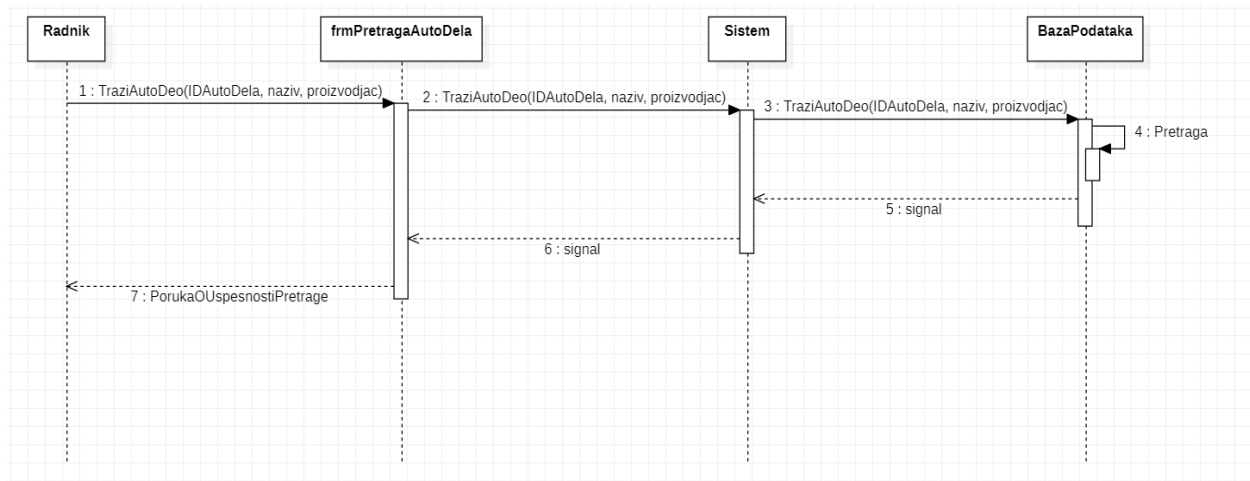 Radnik
frmPretragaAutoDela
Sistem
BazaPodataka
1 : TraziAutoDeo(IDAutoDela, naziv, proizvodjac)
2 : TraziAutoDeo(IDAutoDela, naziv, proizvodjac)
3 : TraziAutoDeo(IDAutoDela, naziv, proizvodjac)
4 : Pretraga
5 : signal
6 : signal
7 : PorukaOUspesnostiPretrage